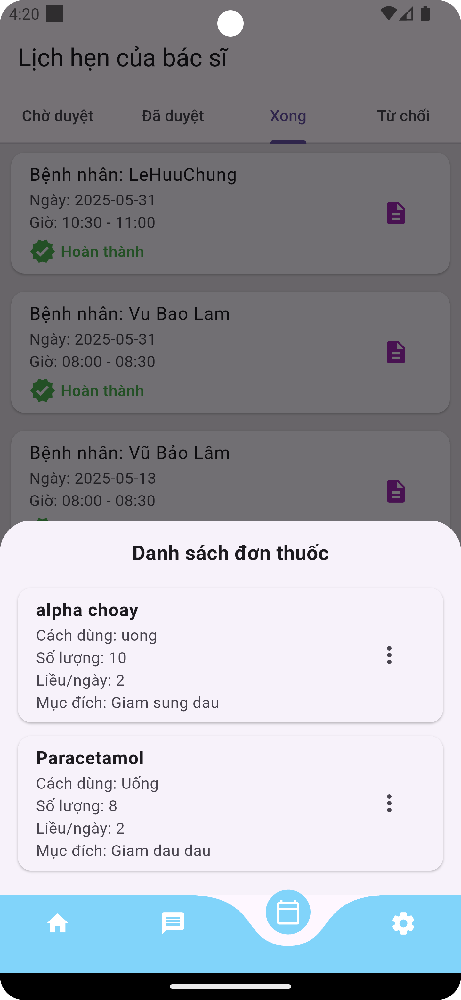 4:20
Lịch hẹn của bác sĩ
Chờ duyệt Đã duyệt Xong Từ chối
Bệnh nhân: LeHuuChung
Ngày: 2025-05-31
Giờ: 10:30 - 11:00
Hoàn thành
Bệnh nhân: Vu Bao Lam
Ngày: 2025-05-31
Giờ: 08:00 - 08:30
Hoàn thành
Bệnh nhân: Vũ Bảo Lâm
Ngày: 2025-05-13
Giờ: 08:00 - 08:30
Danh sách đơn thuốc
alpha choay
Cách dùng: uong
Số lượng: 10
Liều/ngày: 2
Mục đích: Giam sung dau
Paracetamol
Cách dùng: Uống
Số lượng: 8
Liều/ngày: 2
Mục đích: Giam dau dau